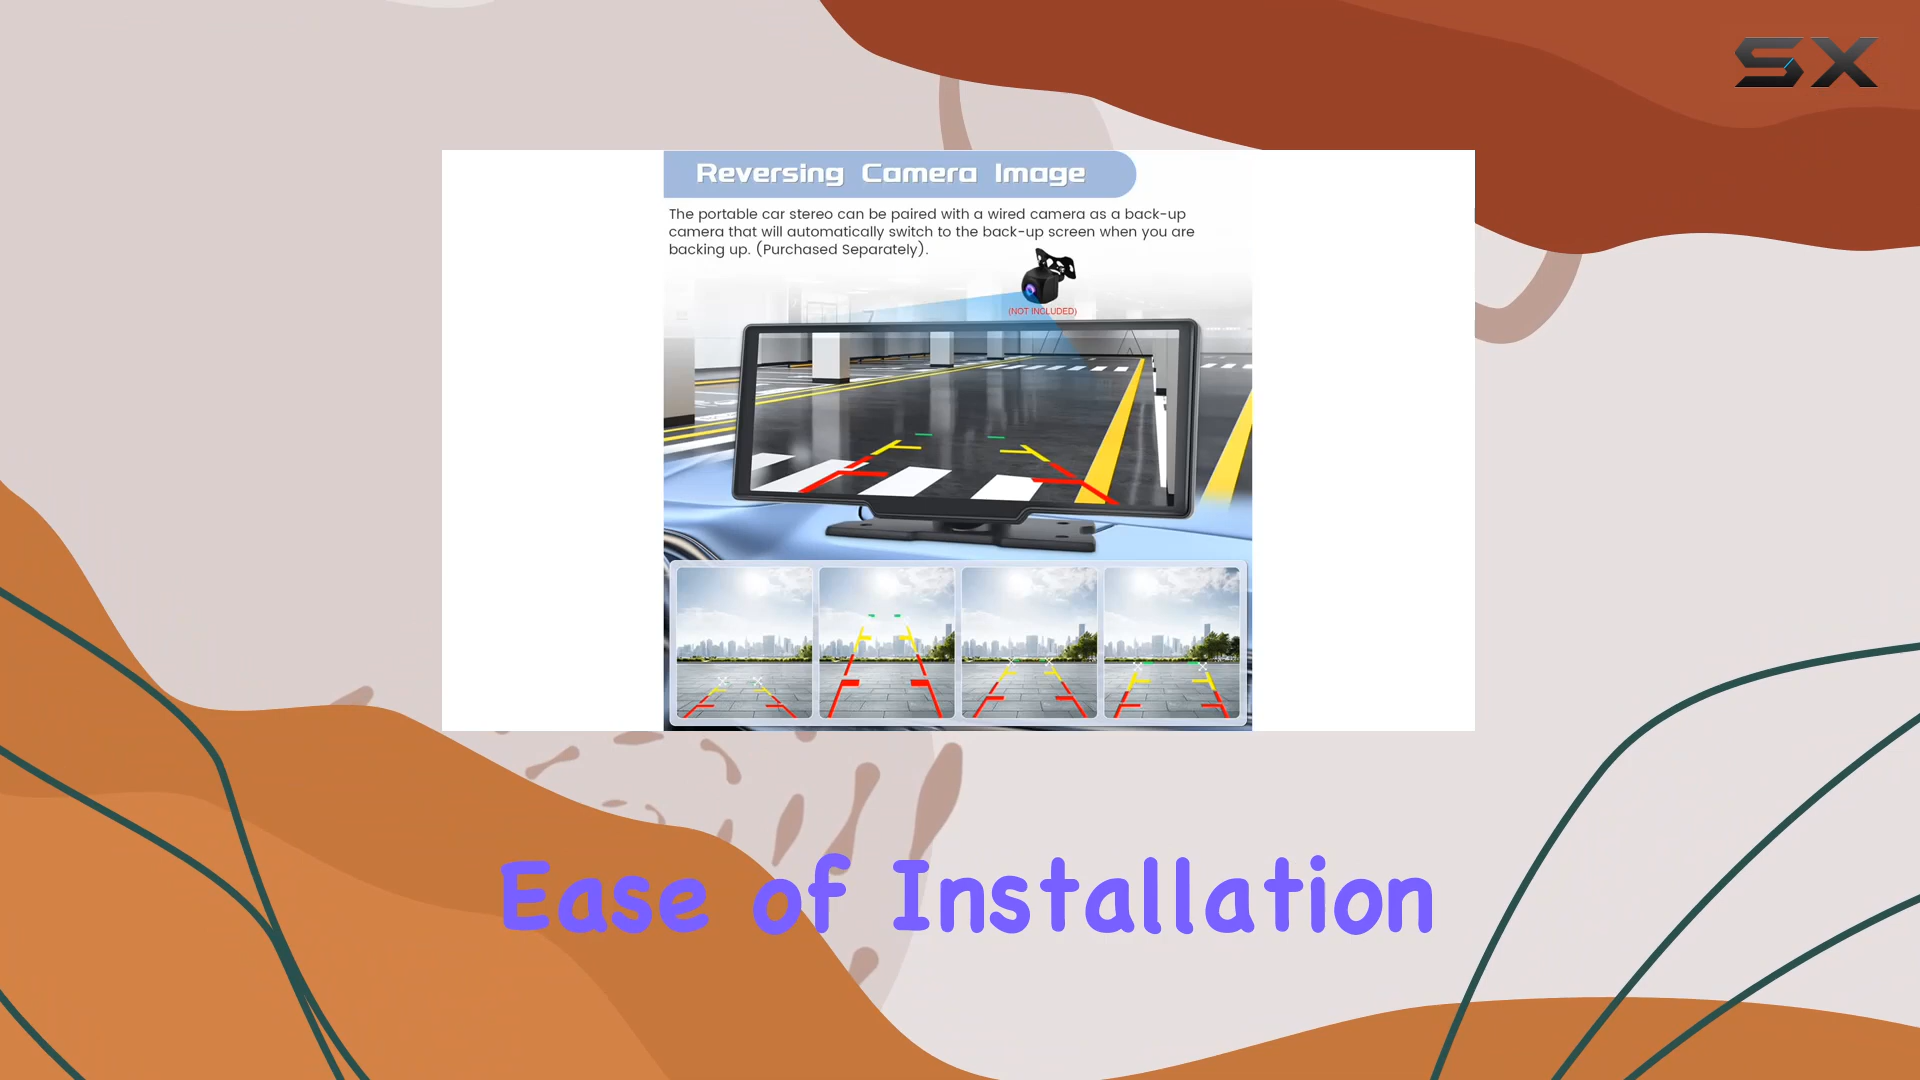 SX
Reversing Camera Image
The portable car stereo can be paired with a wired camera as a back-up
camera that will automatically switch to the back-up screen when you are
backing up. (Purchased Separately).
(NOT INCLUDED)
Ease of Installation